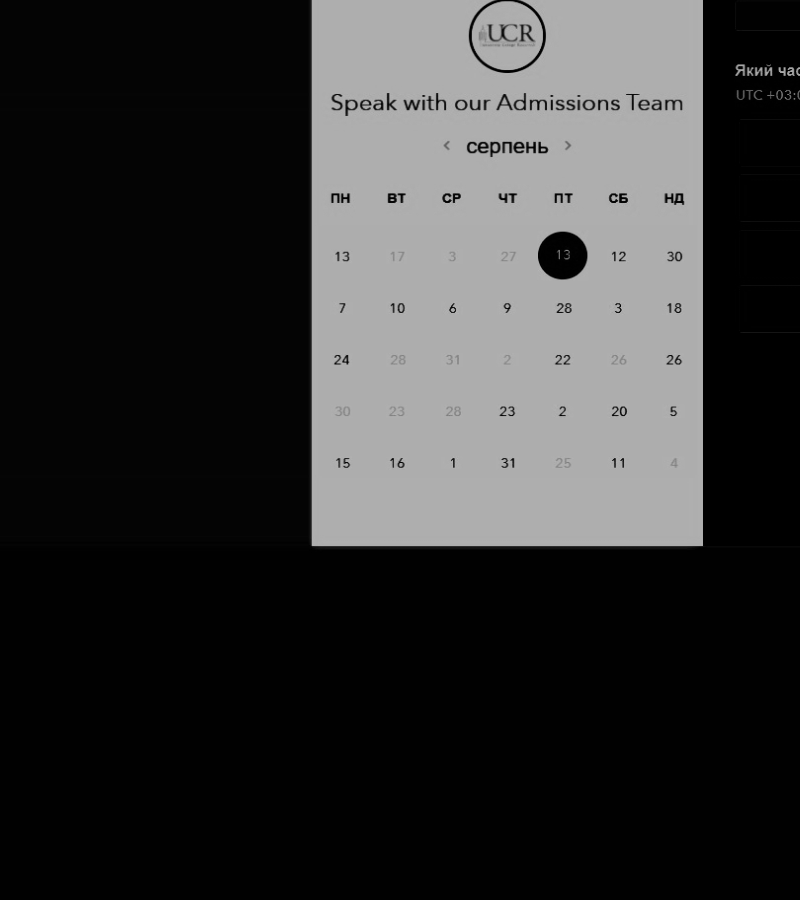 UCR
Speak with our Admissions Team
< серпень >
ПН ВТ СР ЧТ ПТ СБ НД
13 17 3 27 13 12 30
7 10 6 9 28 3 18
24 28 31 2 22 26 26
30 23 28 23 2 20 5
15 16 1 31 25 11 4
Який час
UTC +03:0